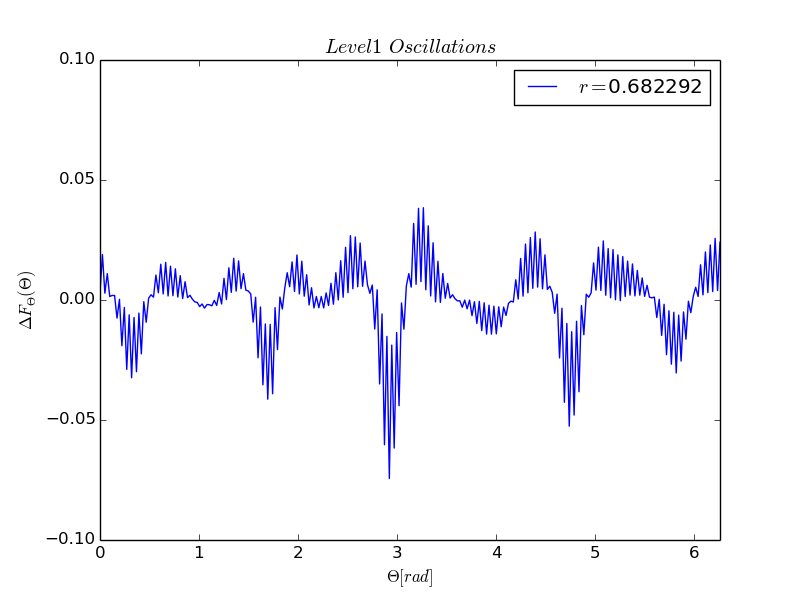 Level1 Oscillations
r=0.682292
0.10
0.05
0.00
−0.05
−0.10
ΔF_Θ(Θ)
0 1 2 3 4 5 6
Θ[rad]